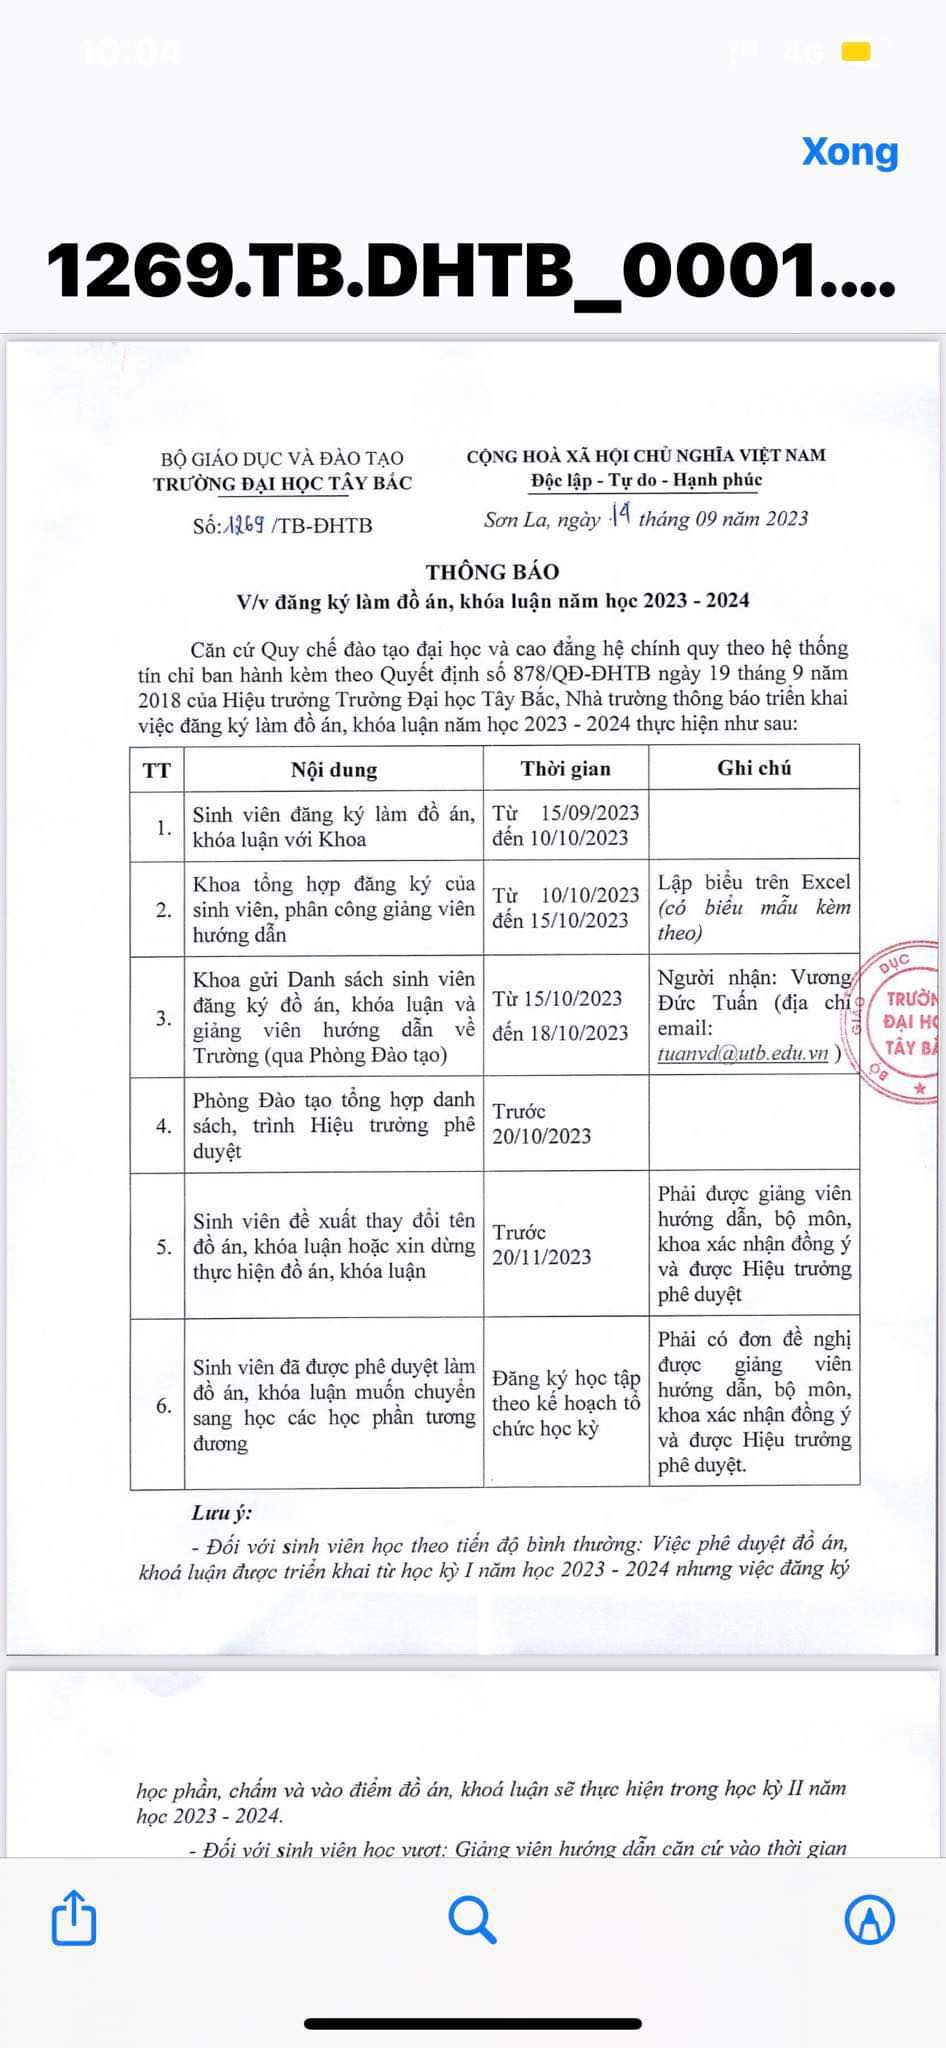 10:04
4G
Xong
1269.TB.DHTB_0001....
BỘ GIÁO DỤC VÀ ĐÀO TẠO
TRƯỜNG ĐẠI HỌC TÂY BẮC
Số:1269/TB-ĐHTB
CỘNG HOÀ XÃ HỘI CHỦ NGHĨA VIỆT NAM
Độc lập - Tự do - Hạnh phúc
Sơn La, ngày 19 tháng 09 năm 2023
THÔNG BÁO
V/v đăng ký làm đồ án, khóa luận năm học 2023 - 2024
Căn cứ Quy chế đào tạo đại học và cao đẳng hệ chính quy theo hệ thống
tín chỉ ban hành kèm theo Quyết định số 878/QĐ-ĐHTB ngày 19 tháng 9 năm
2018 của Hiệu trưởng Trường Đại học Tây Bắc, Nhà trường thông báo triển khai
việc đăng ký làm đồ án, khóa luận năm học 2023 - 2024 thực hiện như sau:
TT Nội dung Thời gian Ghi chú
1.
Sinh viên đăng ký làm đồ án,
khóa luận với Khoa
Từ 15/09/2023
đến 10/10/2023
2.
Khoa tổng hợp đăng ký của
sinh viên, phân công giảng viên
hướng dẫn
Từ 10/10/2023
đến 15/10/2023
Lập biểu trên Excel
(có biểu mẫu kèm
theo)
3.
Khoa gửi Danh sách sinh viên
đăng ký đồ án, khóa luận và
giảng viên hướng dẫn về
Trường (qua Phòng Đào tạo)
Từ 15/10/2023
đến 18/10/2023
Người nhận: Vương
Đức Tuấn (địa chỉ
email:
tuanvd@utb.edu.vn )
4.
Phòng Đào tạo tổng hợp danh
sách, trình Hiệu trưởng phê
duyệt
Trước
20/10/2023
5.
Sinh viên đề xuất thay đổi tên
đồ án, khóa luận hoặc xin dừng
thực hiện đồ án, khóa luận
Trước
20/11/2023
Phải được giảng viên
hướng dẫn, bộ môn,
khoa xác nhận đồng ý
và được Hiệu trưởng
phê duyệt
6.
Sinh viên đã được phê duyệt làm
đồ án, khóa luận muốn chuyển
sang học các học phần tương
đương
Đăng ký học tập
theo kế hoạch tổ
chức học kỳ
Phải có đơn đề nghị
được giảng viên
hướng dẫn, bộ môn,
khoa xác nhận đồng ý
và được Hiệu trưởng
phê duyệt.
BỘ GIÁO DỤC
TRƯỜN
ĐẠI HỌ
TÂY BẮ
Lưu ý:
- Đối với sinh viên học theo tiến độ bình thường: Việc phê duyệt đồ án,
khoá luận được triển khai từ học kỳ I năm học 2023 - 2024 nhưng việc đăng ký
học phần, chấm và vào điểm đồ án, khoá luận sẽ thực hiện trong học kỳ II năm
học 2023 - 2024.
- Đối với sinh viên học vượt: Giảng viên hướng dẫn căn cứ vào thời gian